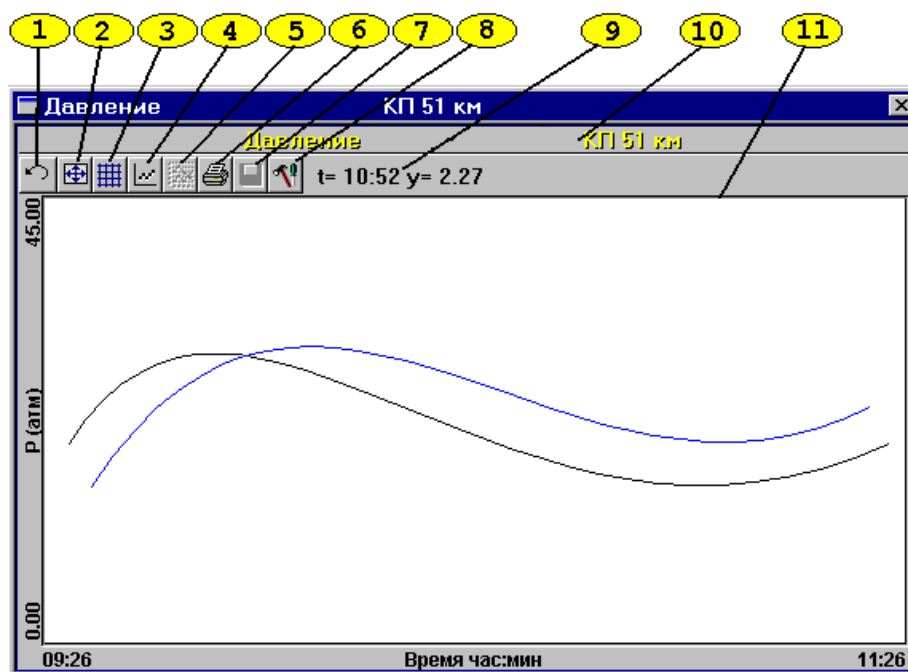 1 2 3 4 5 6 7 8 9 10 11
Давление КП 51 км
Давление КП 51 км
t= 10:52 y= 2.27
45.00
P (атм)
0.00
09:26 Время час:мин 11:26